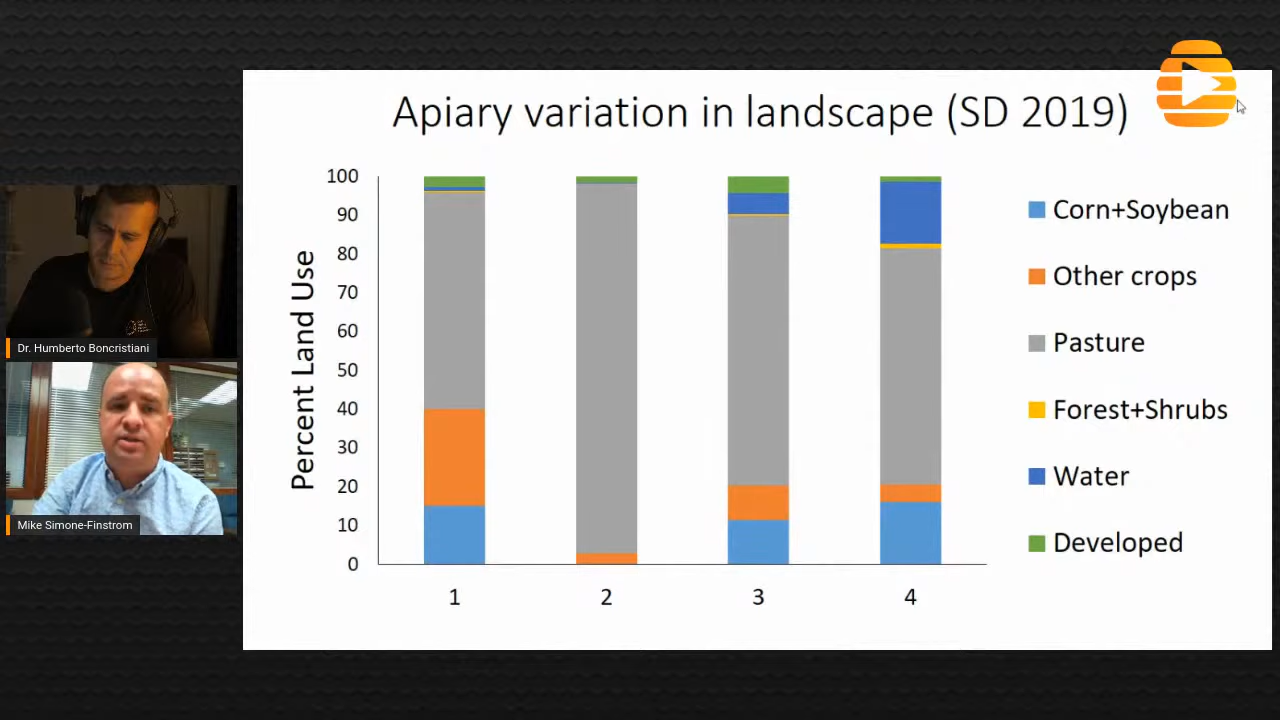 Apiary variation in landscape (SD 2019)
Percent Land Use
100
90
80
70
60
50
40
30
20
10
0
1
2
3
4
Corn+Soybean
Other crops
Pasture
Forest+Shrubs
Water
Developed
Dr. Humberto Boncristiani
Mike Simone-Finstrom